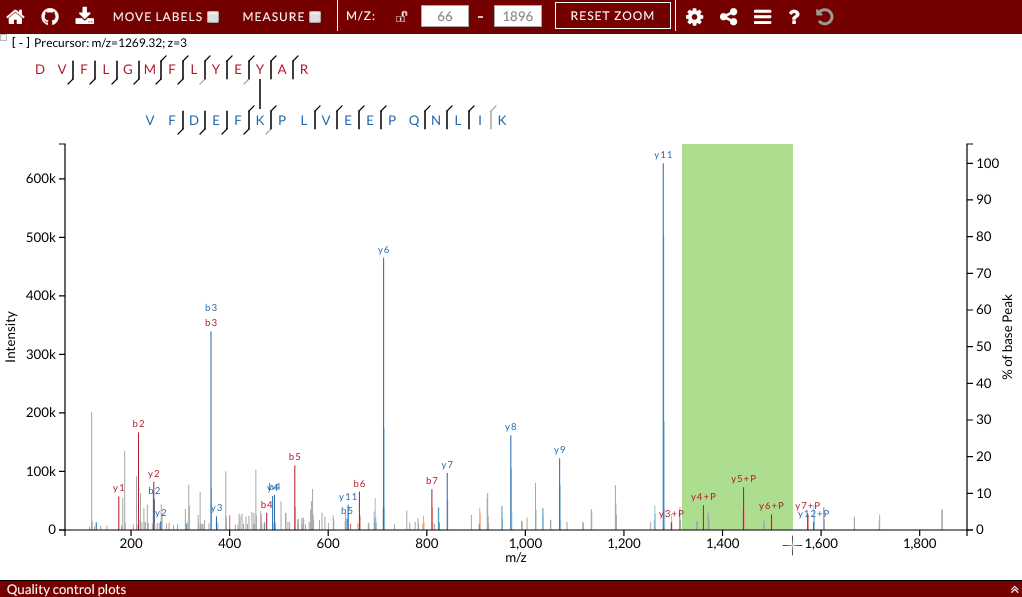 MOVE LABELS MEASURE M/Z: 66 - 1896 RESET ZOOM ?
[ - ] Precursor: m/z=1269.32; z=3
D V F L G M F L Y E Y A R
V F D E F K P L V E E P Q N L I K
y11
600k 100
90
500k 80
y6
70
400k
b3 60
b3
Intensity
% of base Peak
300k 50
40
200k 30
b2 y8
y9 20
b5 y7
100k y2 y5+P
y1 b2 b6 b7
y11 y4+P 10
b4 y3 y2 b5 y3+P y6+P y7+P
y12+P
0 0
200 400 600 800 1,000 1,200 1,400 1,600 1,800
m/z
Quality control plots